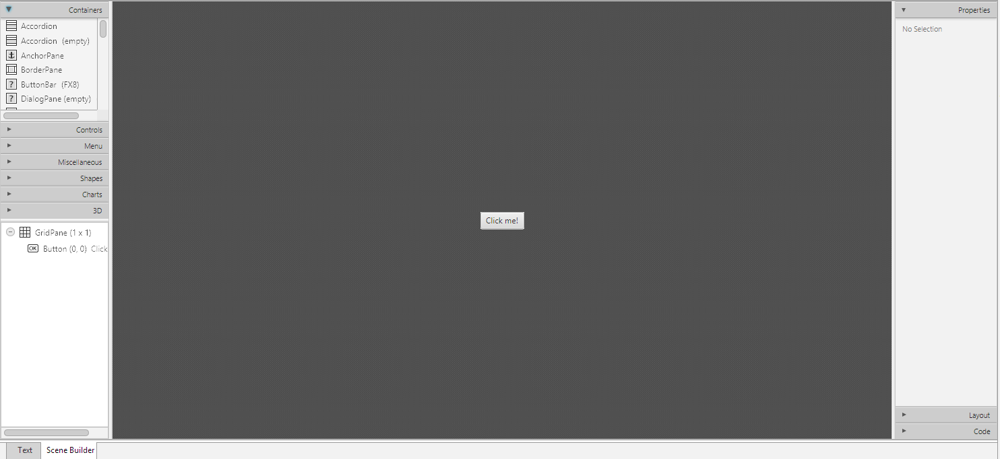 Containers
Accordion
Accordion (empty)
AnchorPane
BorderPane
ButtonBar (FX8)
DialogPane (empty)
Controls
Menu
Miscellaneous
Shapes
Charts
3D
GridPane (1 x 1)
OK Button (0, 0) Click
Click me!
Properties
No Selection
Layout
Code
Text
Scene Builder